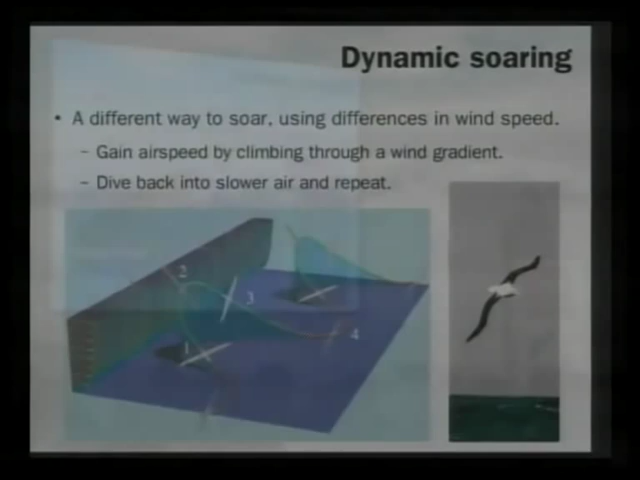 Dynamic soaring
• A different way to soar, using differences in wind speed.
– Gain airspeed by climbing through a wind gradient.
– Dive back into slower air and repeat.
2
3
1
4